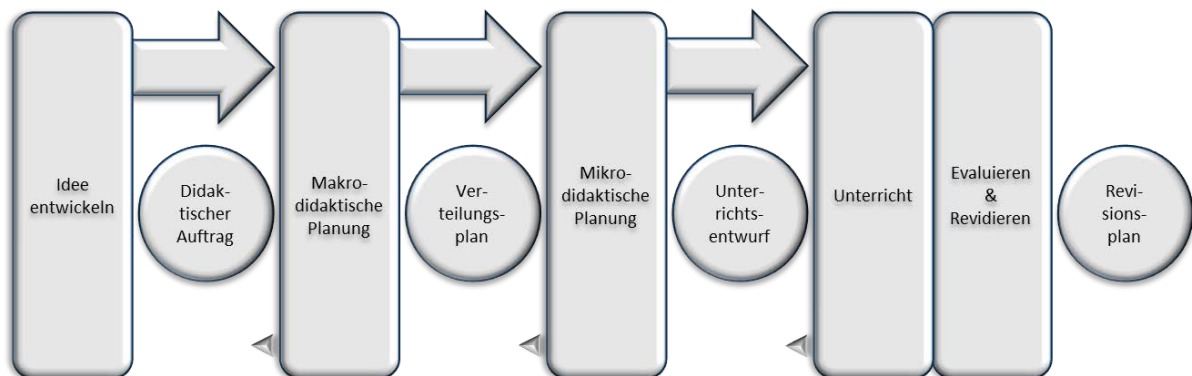 Idee
entwickeln
Didak-
tischer
Auftrag
Makro-
didaktische
Planung
Ver-
teilungs-
plan
Mikro-
didaktische
Planung
Unter-
richts-
entwurf
Unterricht
Evaluieren
&
Revidieren
Revi-
sions-
plan